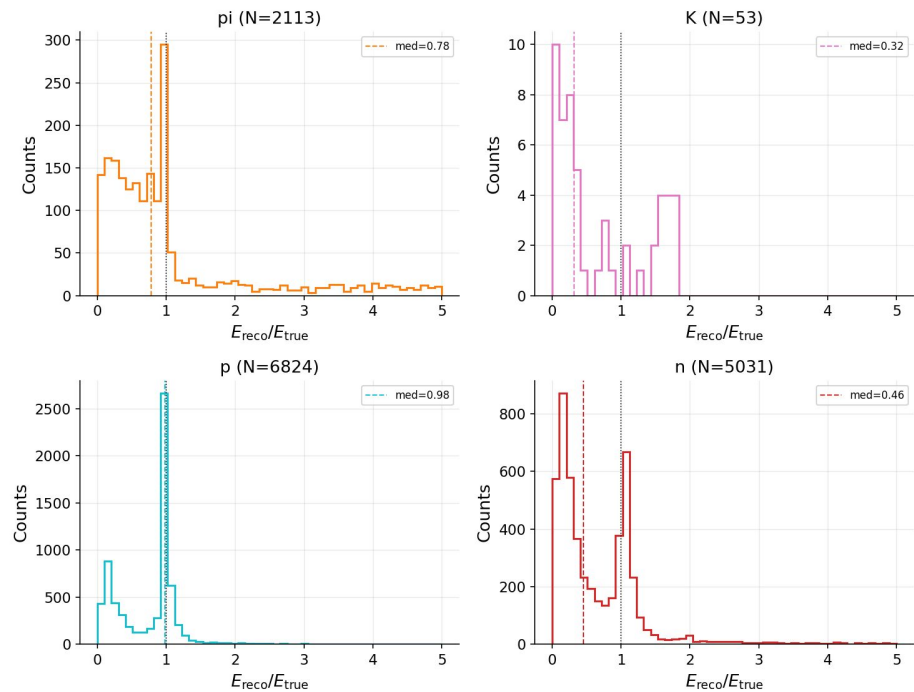 pi (N=2113)
med=0.78
Counts
300
250
200
150
100
50
0
0 1 2 3 4 5
E_reco/E_true
K (N=53)
med=0.32
Counts
10
8
6
4
2
0
0 1 2 3 4 5
E_reco/E_true
p (N=6824)
med=0.98
Counts
2500
2000
1500
1000
500
0
0 1 2 3 4 5
E_reco/E_true
n (N=5031)
med=0.46
Counts
800
600
400
200
0
0 1 2 3 4 5
E_reco/E_true